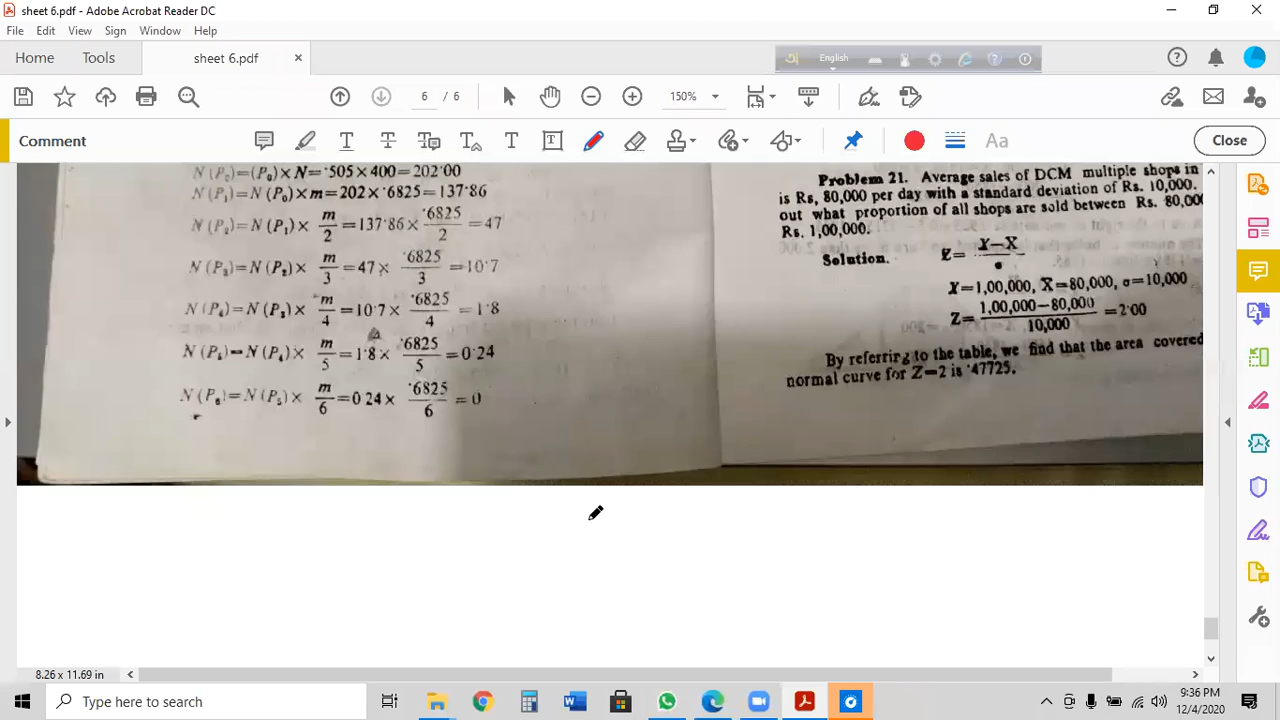 sheet 6.pdf - Adobe Acrobat Reader DC
File Edit View Sign Window Help
Home Tools sheet 6.pdf ×
English
6 / 6 150%
Comment
Close
N (P₀)=(P₀)×N=·505×400=202·00
N(P₁)=N(P₀)×m=202×·6825=137·86
N(P₂)=N(P₁)× m/2 =137·86× ·6825/2 =47
N(P₃)=N(P₂)× m/3 =47× ·6825/3 =10·7
N(P₄)=N(P₃)× m/4 =10·7× ·6825/4 =1·8
N(P₅)=N(P₄)× m/5 =1·8× ·6825/5 =0·24
N(P₆)=N(P₅)× m/6 =0·24× ·6825/6 =0
Problem 21. Average sales of DCM multiple shops in
is Rs, 80,000 per day with a standard deviation of Rs. 10,000.
out what proportion of all shops are sold between Rs. 80,000
Rs. 1,00,000.
Solution.
X=1,00,000, X̄=80,000, σ=10,000
Z= 1,00,000−80,000/10,000 =2·00
By referring to the table, we find that the area covered
normal curve for Z=2 is ·47725.
8.26 x 11.69 in
Type here to search
9:36 PM
12/4/2020